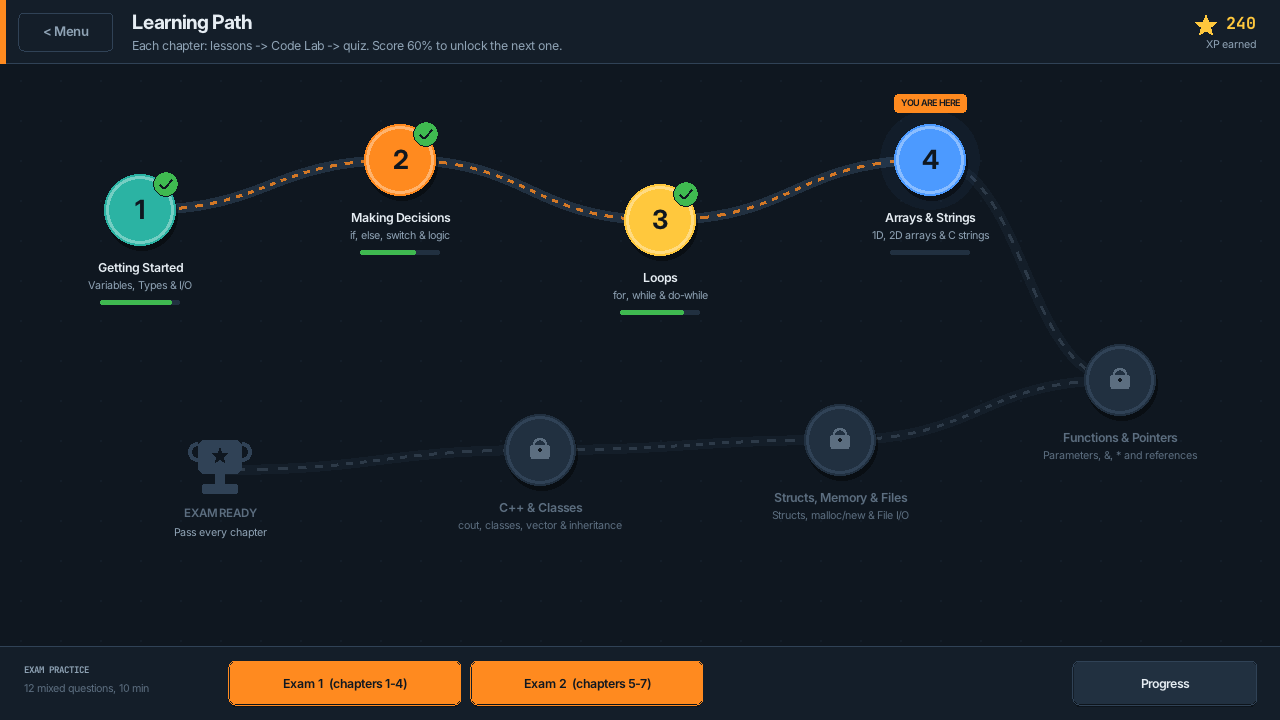 < Menu
Learning Path
Each chapter: lessons -> Code Lab -> quiz. Score 60% to unlock the next one.
240
XP earned
YOU ARE HERE
1
Getting Started
Variables, Types & I/O
2
Making Decisions
if, else, switch & logic
3
Loops
for, while & do-while
4
Arrays & Strings
1D, 2D arrays & C strings
Functions & Pointers
Parameters, &, * and references
Structs, Memory & Files
Structs, malloc/new & File I/O
C++ & Classes
cout, classes, vector & inheritance
EXAM READY
Pass every chapter
EXAM PRACTICE
12 mixed questions, 10 min
Exam 1 (chapters 1-4)
Exam 2 (chapters 5-7)
Progress